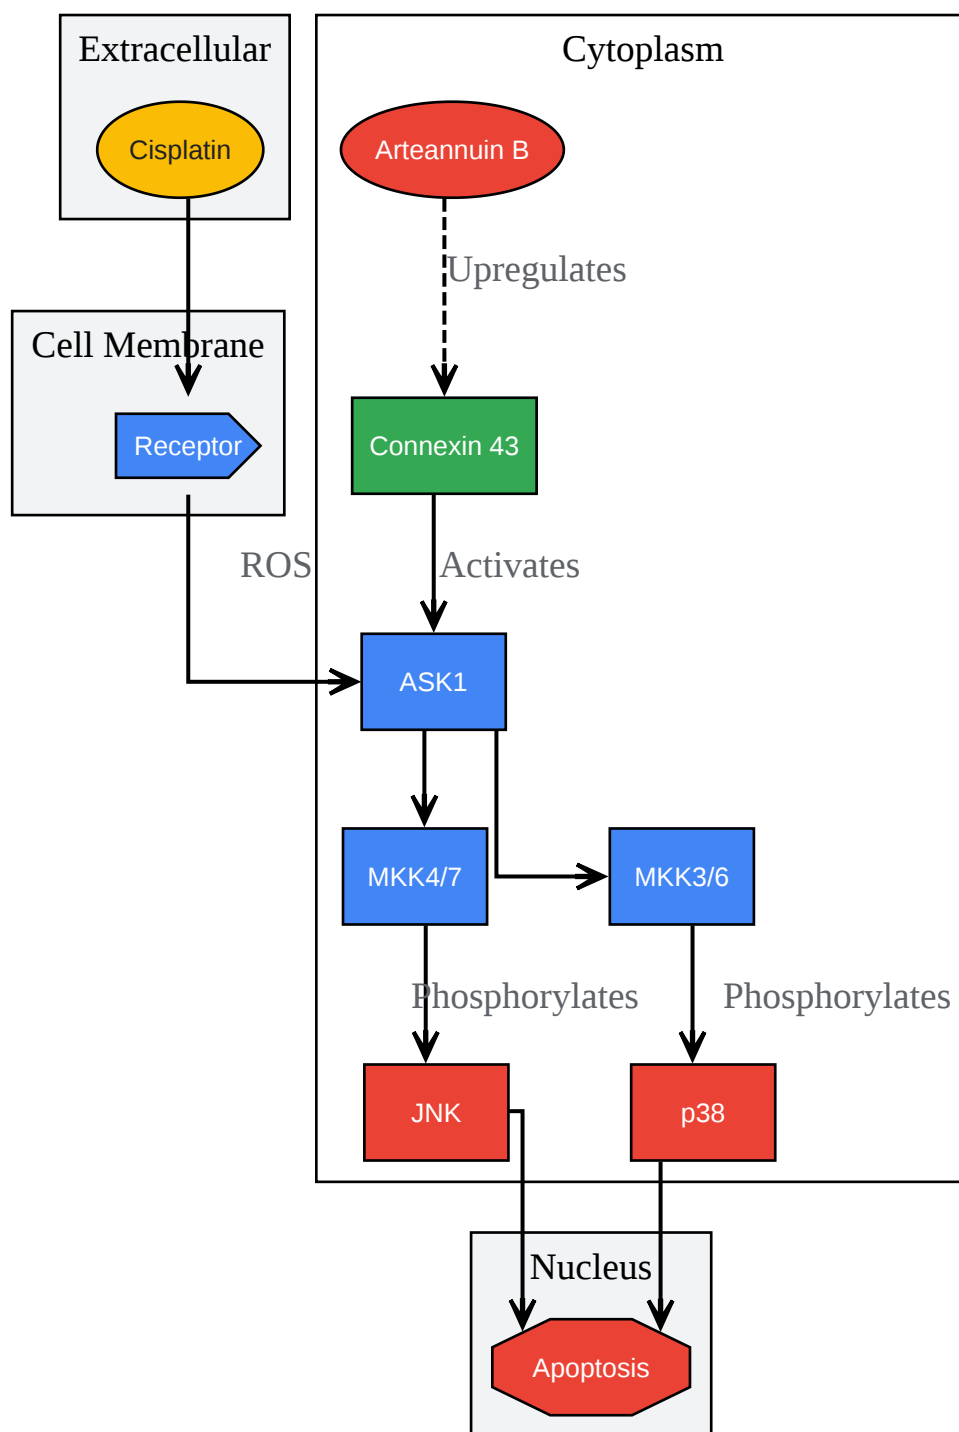 Extracellular
Cytoplasm
Cisplatin
Arteannuin B
Upregulates
Cell Membrane
Receptor
Connexin 43
ROS
Activates
ASK1
MKK4/7
MKK3/6
Phosphorylates
Phosphorylates
JNK
p38
Nucleus
Apoptosis